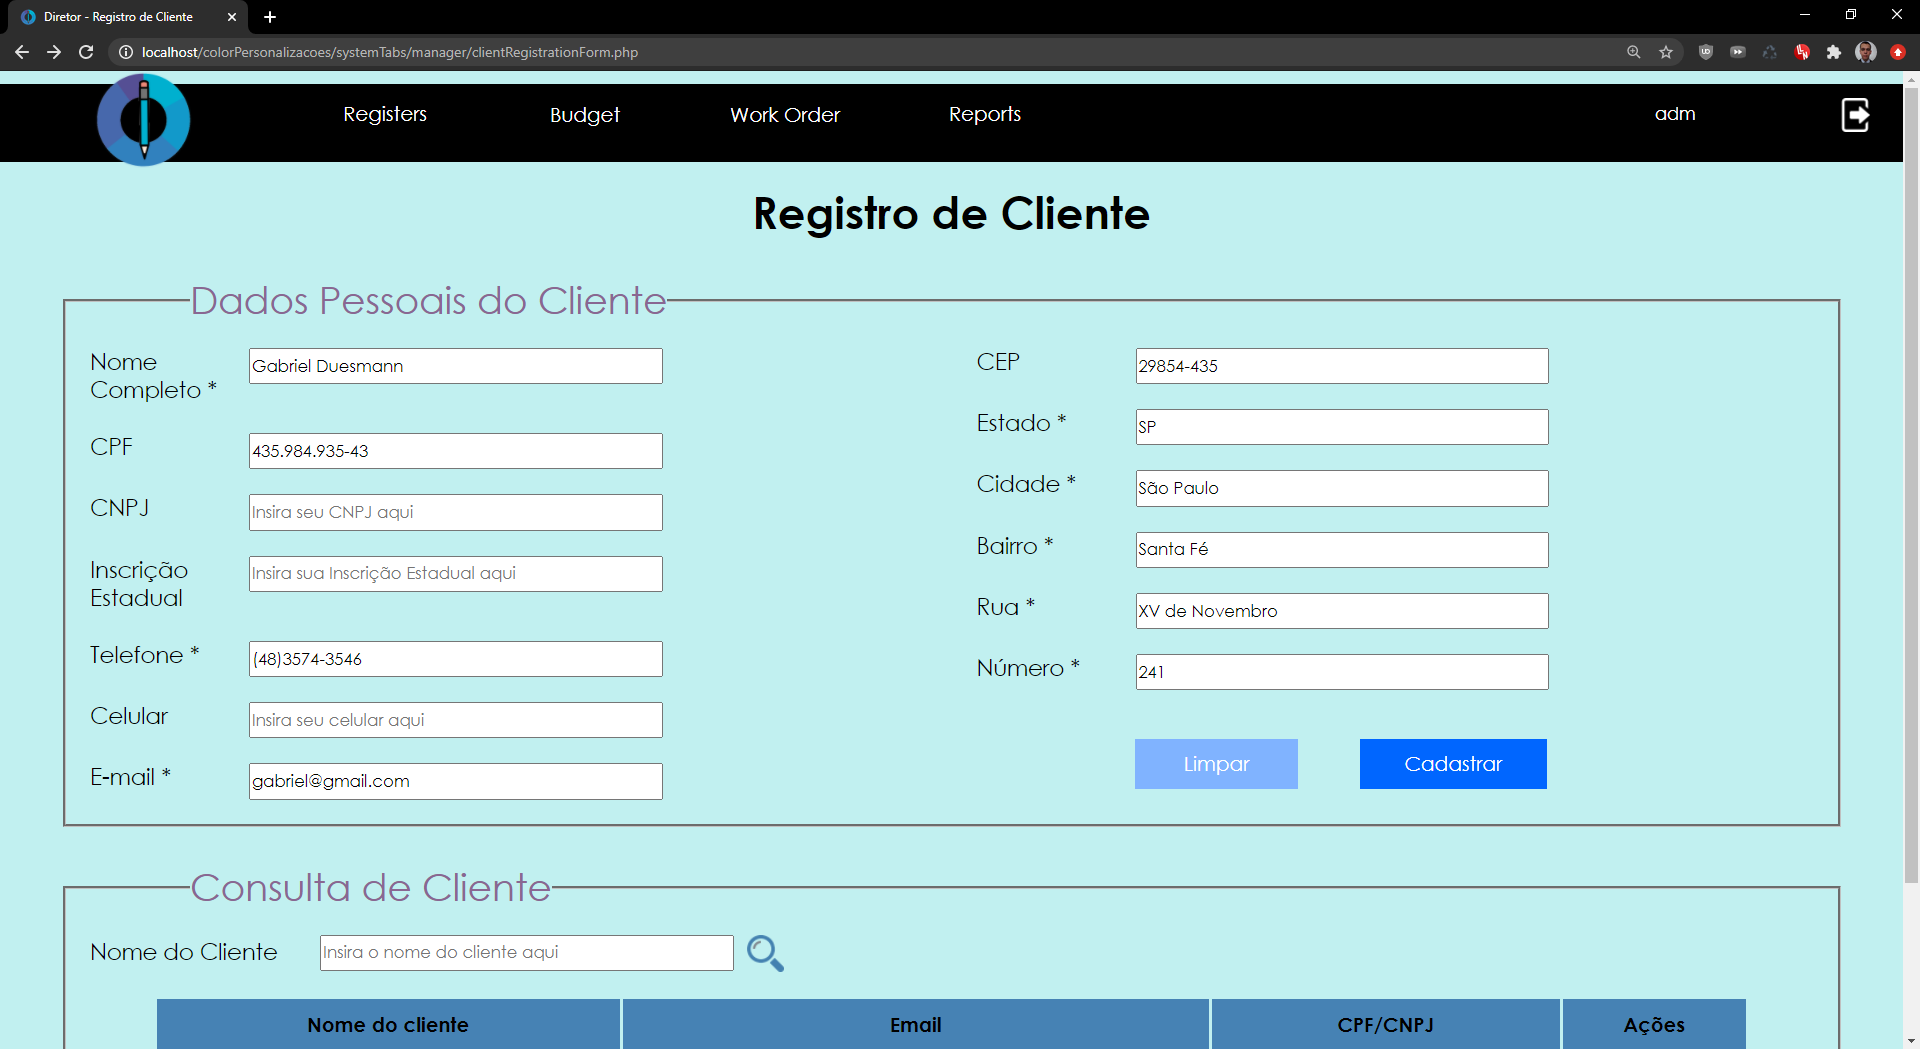 Diretor - Registro de Cliente
localhost/colorPersonalizacoes/systemTabs/manager/clientRegistrationForm.php
Registers
Budget
Work Order
Reports
adm
Registro de Cliente
Dados Pessoais do Cliente
Nome
Completo *
Gabriel Duesmann
CPF
435.984.935-43
CNPJ
Insira seu CNPJ aqui
Inscrição
Estadual
Insira sua Inscrição Estadual aqui
Telefone *
(48)3574-3546
Celular
Insira seu celular aqui
E-mail *
gabriel@gmail.com
CEP
29854-435
Estado *
SP
Cidade *
São Paulo
Bairro *
Santa Fé
Rua *
XV de Novembro
Número *
241
Limpar
Cadastrar
Consulta de Cliente
Nome do Cliente
Insira o nome do cliente aqui
Nome do cliente
Email
CPF/CNPJ
Ações